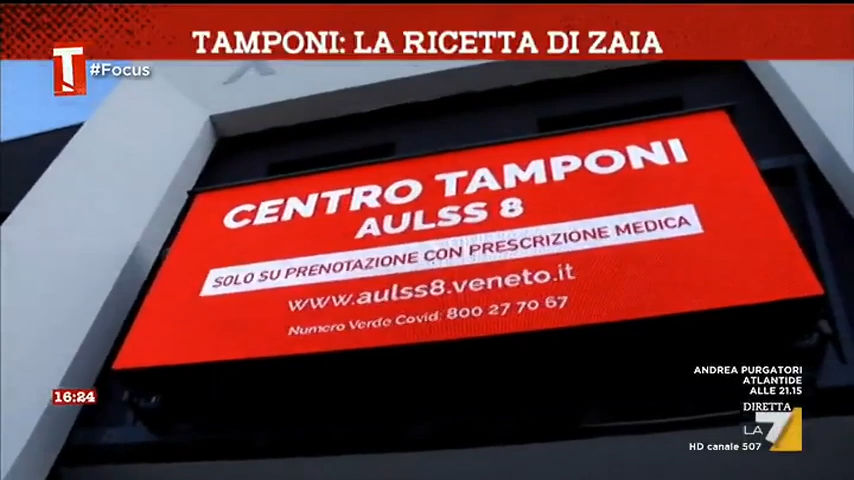 TAMPONI: LA RICETTA DI ZAIA
T #Focus
CENTRO TAMPONI
AULSS 8
SOLO SU PRENOTAZIONE CON PRESCRIZIONE MEDICA
www.aulss8.veneto.it
Numero Verde Covid: 800 27 70 67
16:24
ANDREA PURGATORI
ATLANTIDE
ALLE 21.15
DIRETTA
LA 7
HD canale 507